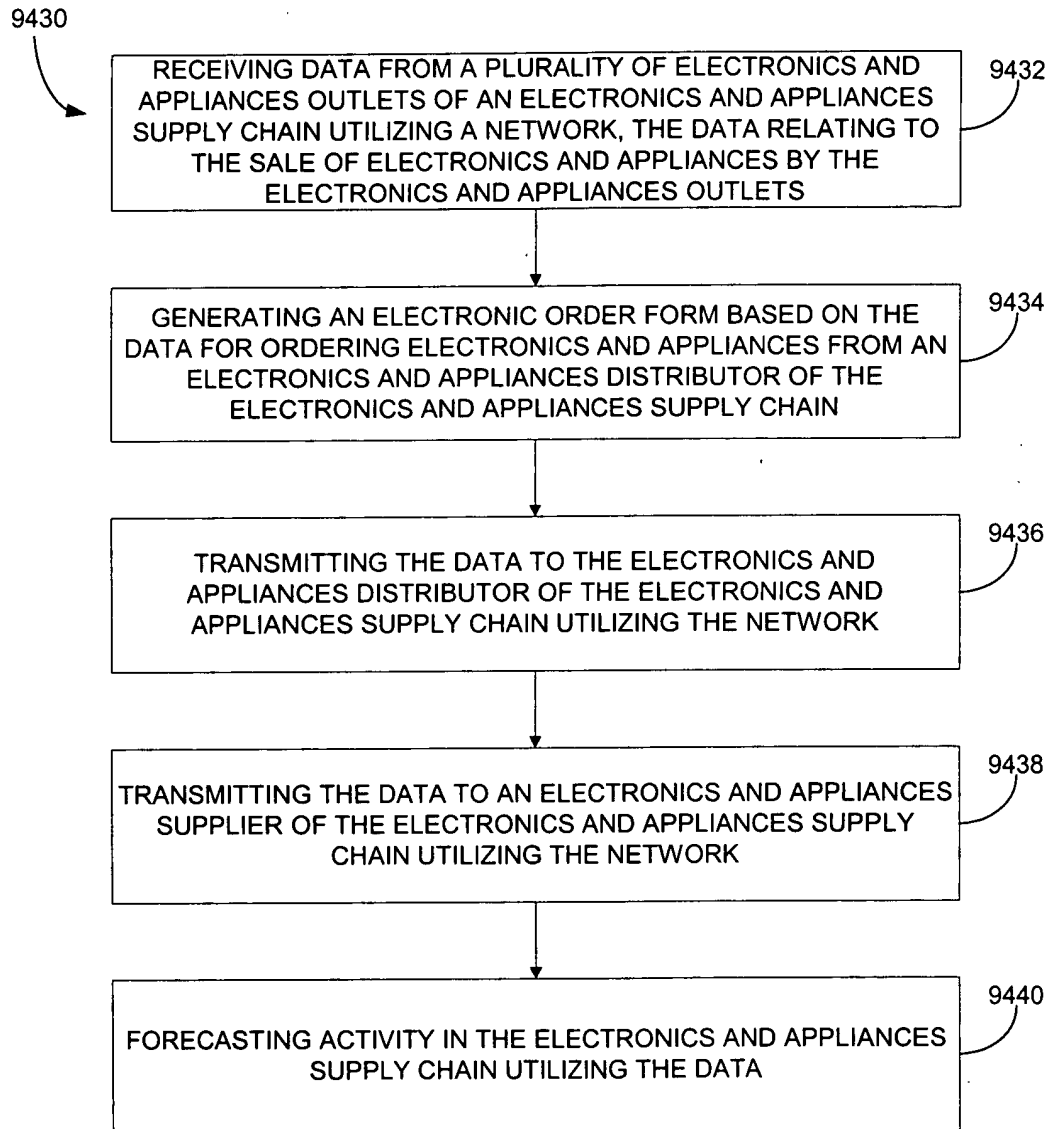 9430
RECEIVING DATA FROM A PLURALITY OF ELECTRONICS AND
APPLIANCES OUTLETS OF AN ELECTRONICS AND APPLIANCES
SUPPLY CHAIN UTILIZING A NETWORK, THE DATA RELATING TO
THE SALE OF ELECTRONICS AND APPLIANCES BY THE
ELECTRONICS AND APPLIANCES OUTLETS
9432
GENERATING AN ELECTRONIC ORDER FORM BASED ON THE
DATA FOR ORDERING ELECTRONICS AND APPLIANCES FROM AN
ELECTRONICS AND APPLIANCES DISTRIBUTOR OF THE
ELECTRONICS AND APPLIANCES SUPPLY CHAIN
9434
TRANSMITTING THE DATA TO THE ELECTRONICS AND
APPLIANCES DISTRIBUTOR OF THE ELECTRONICS AND
APPLIANCES SUPPLY CHAIN UTILIZING THE NETWORK
9436
TRANSMITTING THE DATA TO AN ELECTRONICS AND APPLIANCES
SUPPLIER OF THE ELECTRONICS AND APPLIANCES SUPPLY
CHAIN UTILIZING THE NETWORK
9438
FORECASTING ACTIVITY IN THE ELECTRONICS AND APPLIANCES
SUPPLY CHAIN UTILIZING THE DATA
9440